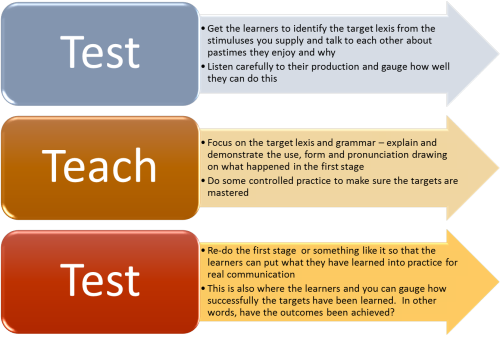 Test
• Get the learners to identify the target lexis from the
stimuluses you supply and talk to each other about
pastimes they enjoy and why
• Listen carefully to their production and gauge how well
they can do this
Teach
• Focus on the target lexis and grammar – explain and
demonstrate the use, form and pronunciation drawing
on what happened in the first stage
• Do some controlled practice to make sure the targets are
mastered
Test
• Re-do the first stage or something like it so that the
learners can put what they have learned into practice for
real communication
• This is also where the learners and you can gauge how
successfully the targets have been learned. In other
words, have the outcomes been achieved?